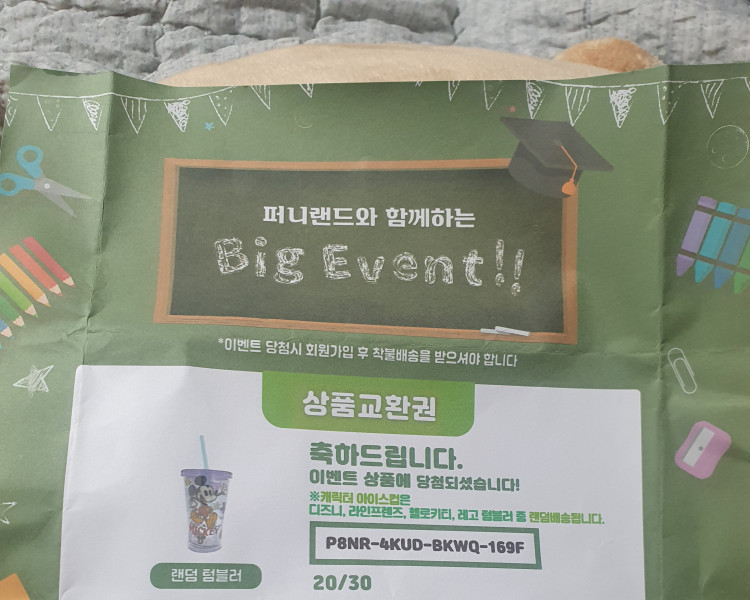 퍼니랜드와 함께하는
Big Event!!
*이벤트 당첨시 회원가입 후 착불배송을 받으셔야 합니다
상품교환권
축하드립니다.
이벤트 상품에 당첨되셨습니다!
※캐릭터 아이스컵은
디즈니, 라인프렌즈, 헬로키티, 레고 텀블러 중 랜덤배송됩니다.
P8NR-4KUD-BKWQ-169F
랜덤 텀블러
20/30